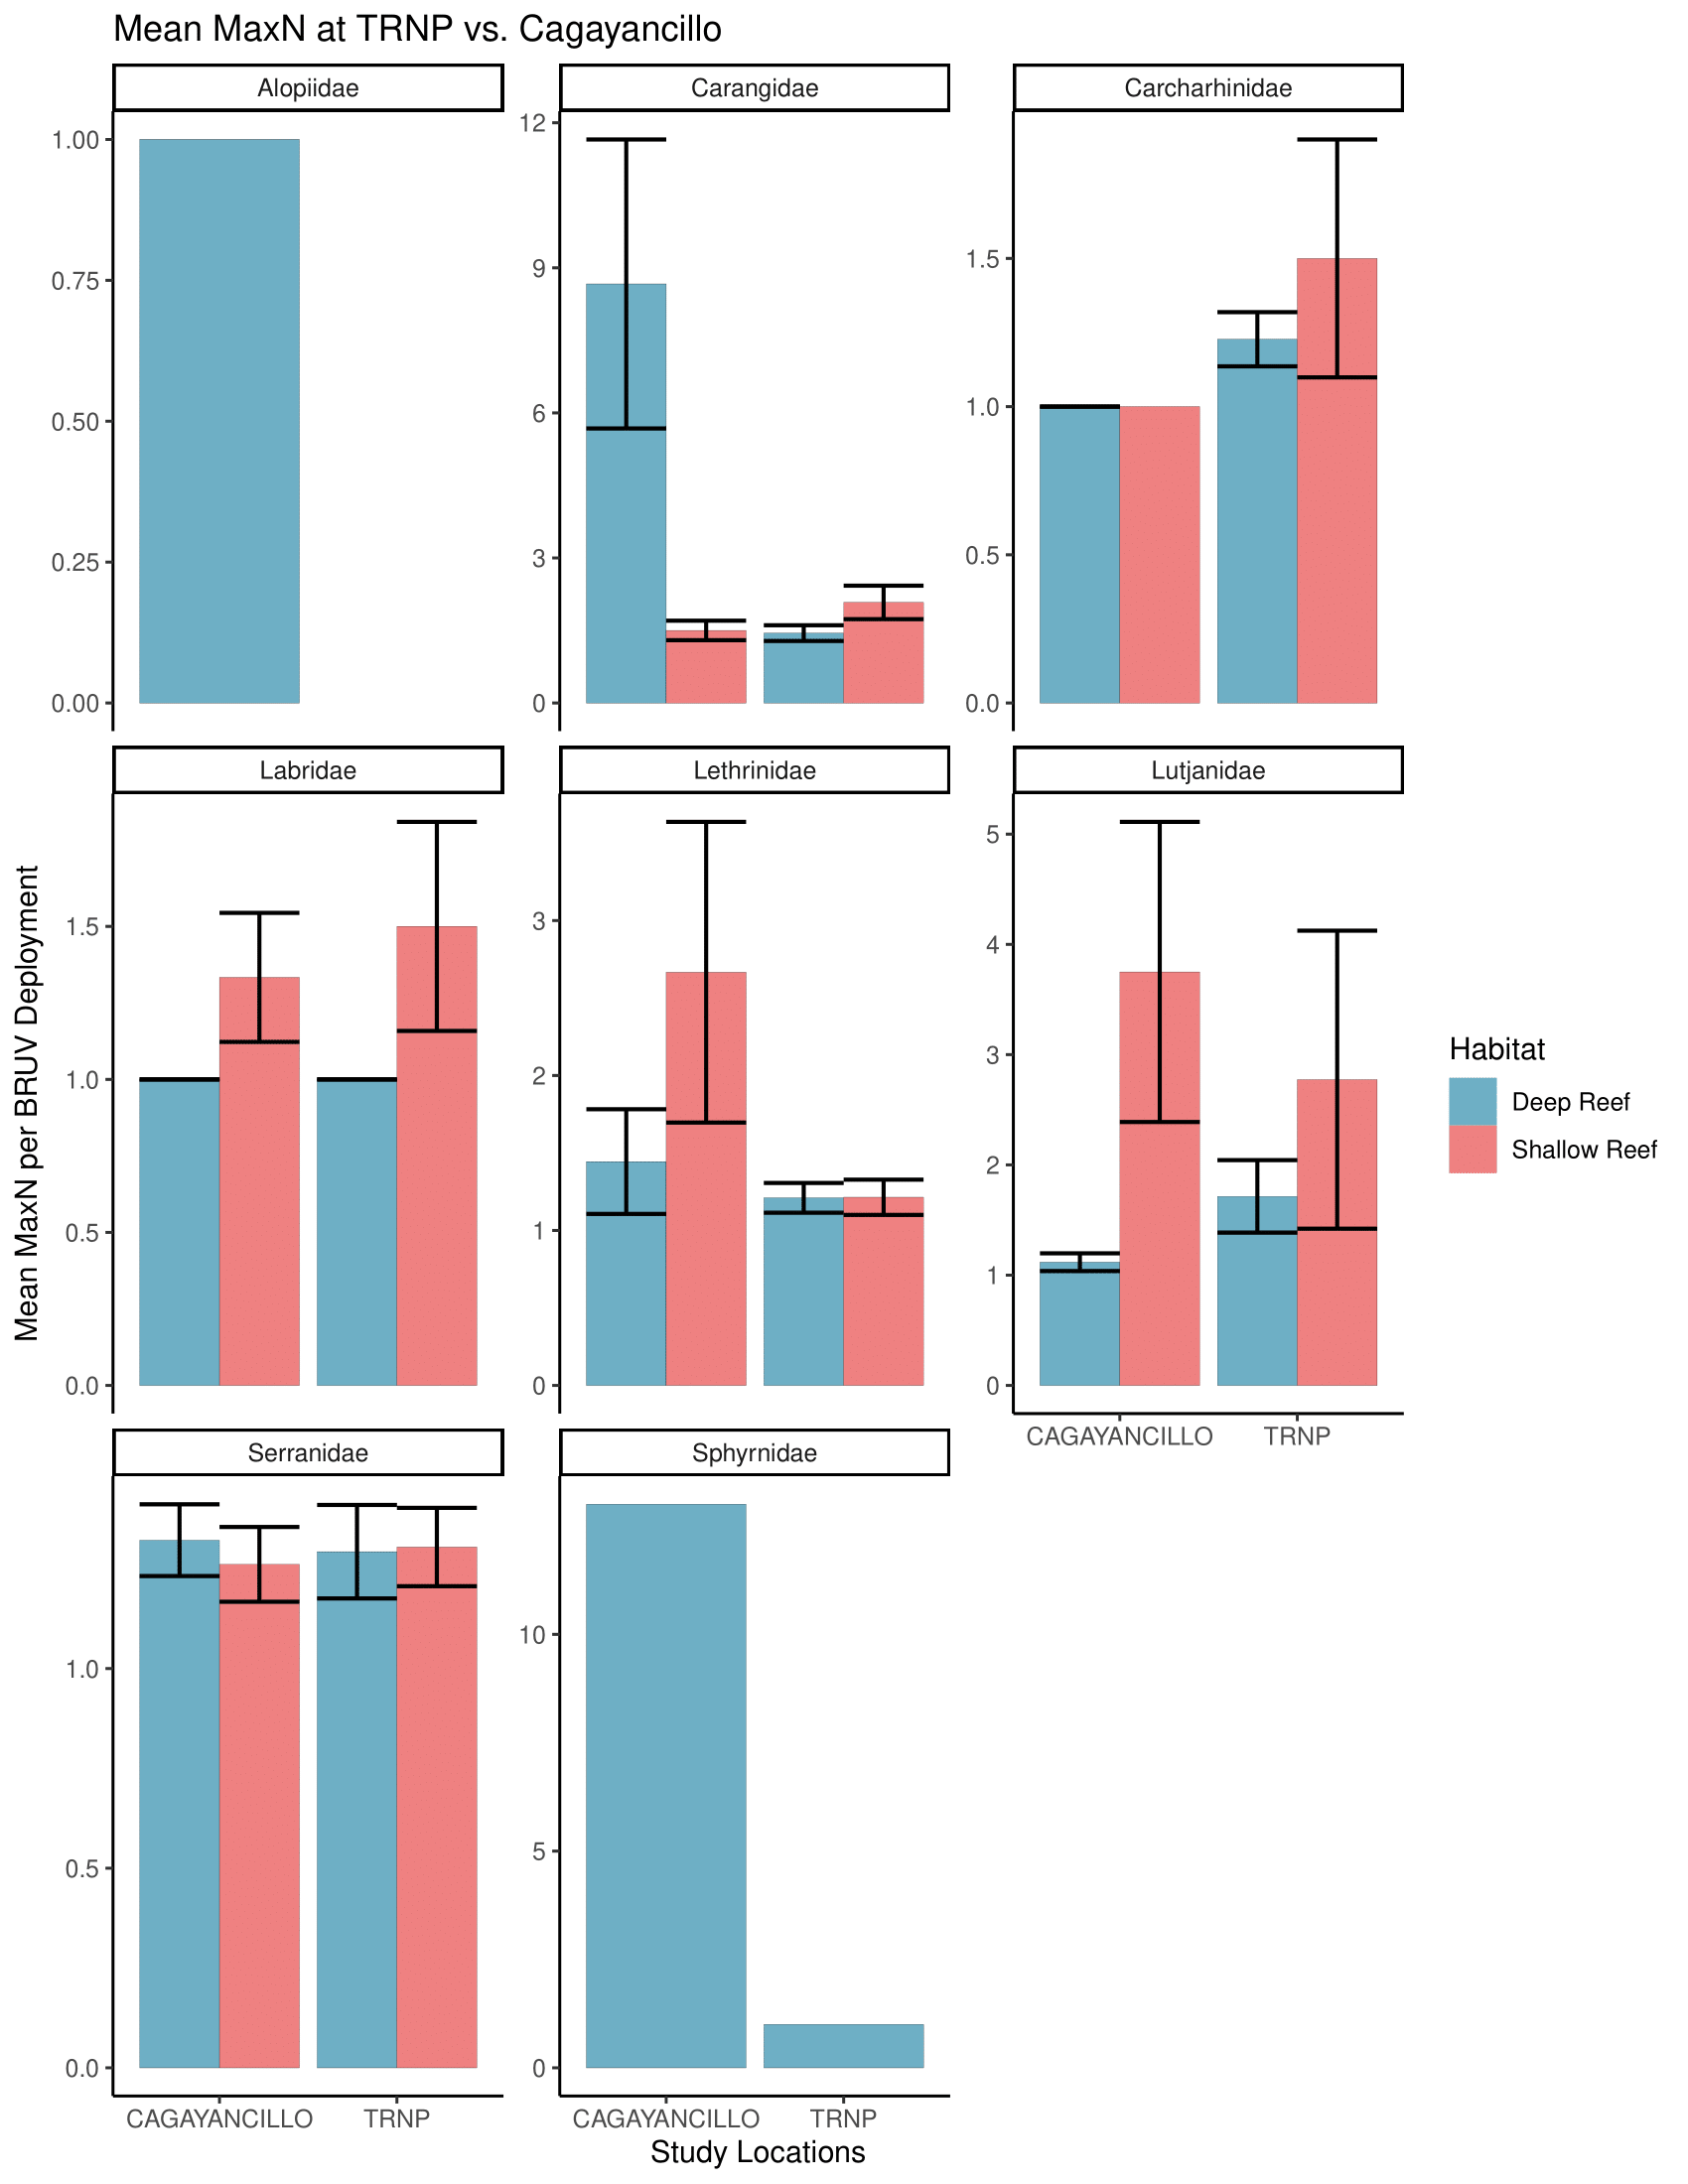 Mean MaxN at TRNP vs. Cagayancillo
Alopiidae
Carangidae
Carcharhinidae
1.00
0.75
0.50
0.25
0.00
12
9
6
3
0
1.5
1.0
0.5
0.0
Labridae
Lethrinidae
Lutjanidae
1.5
1.0
0.5
0.0
3
2
1
0
5
4
3
2
1
0
CAGAYANCILLO
TRNP
Serranidae
Sphyrnidae
1.0
0.5
0.0
10
5
0
CAGAYANCILLO
TRNP
CAGAYANCILLO
TRNP
Study Locations
Mean MaxN per BRUV Deployment
Habitat
Deep Reef
Shallow Reef